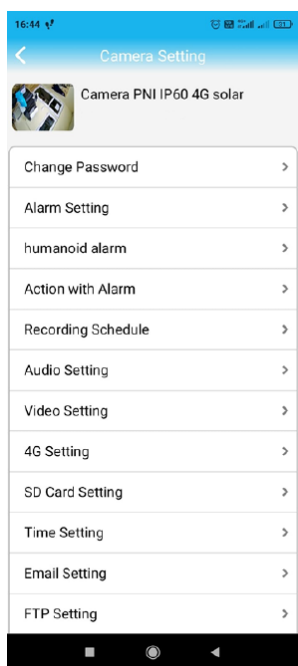 16:44
Camera Setting
Camera PNI IP60 4G solar
Change Password
Alarm Setting
humanoid alarm
Action with Alarm
Recording Schedule
Audio Setting
Video Setting
4G Setting
SD Card Setting
Time Setting
Email Setting
FTP Setting